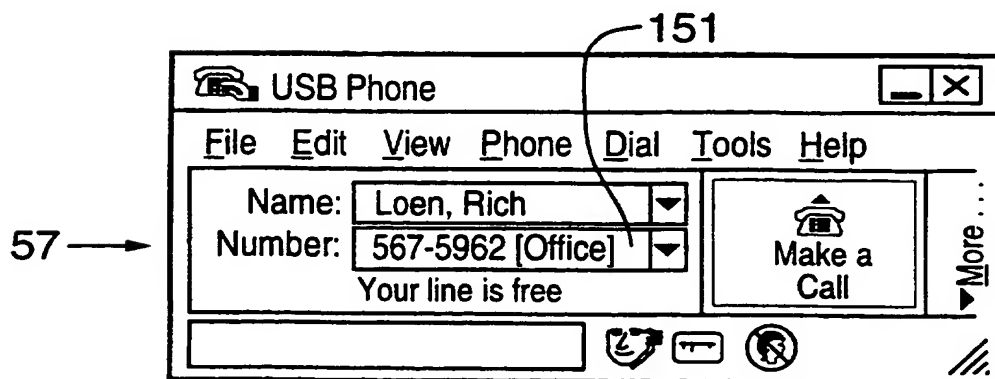 151
USB Phone
File Edit View Phone Dial Tools Help
Name: Loen, Rich
Number: 567-5962 [Office]
Your line is free
Make a
Call
More ...
57